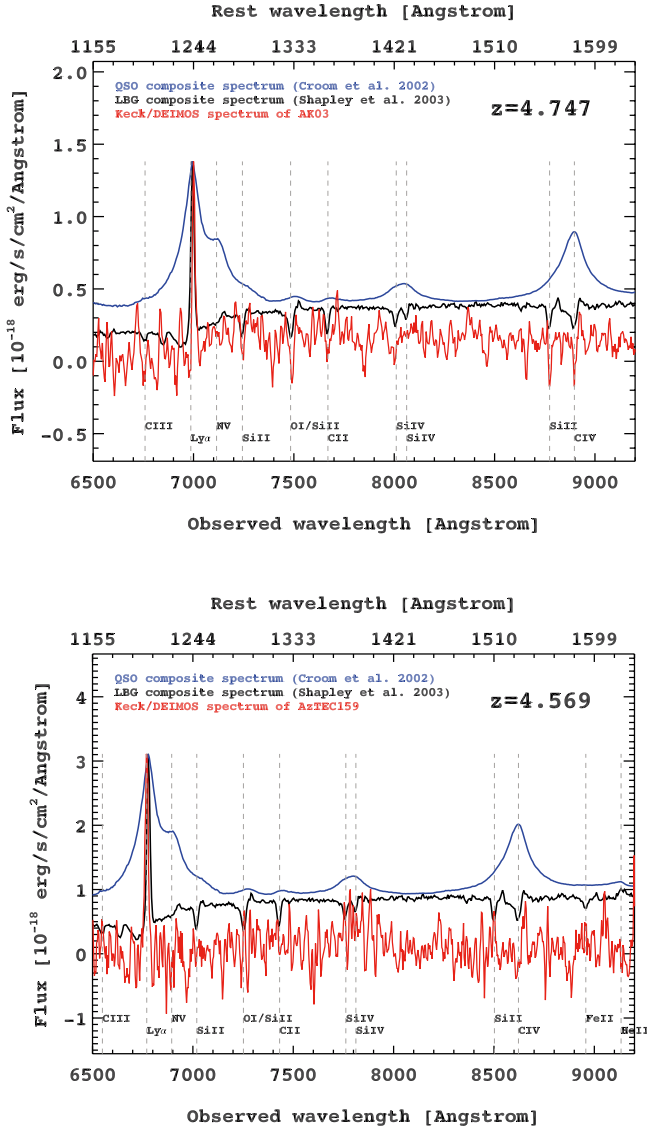 Rest wavelength [Angstrom]
1155 1244 1333 1421 1510 1599
2.0
QSO composite spectrum (Croom et al. 2002)
LBG composite spectrum (Shapley et al. 2003)
Keck/DEIMOS spectrum of AK03
z=4.747
1.5
1.0
0.5
0.0
-0.5
Flux [10^-18 erg/s/cm^2/Angstrom]
CIII NV OI/SiII SiIV SiII
Lyα SiII CII SiIV CIV
6500 7000 7500 8000 8500 9000
Observed wavelength [Angstrom]
Rest wavelength [Angstrom]
1155 1244 1333 1421 1510 1599
4
QSO composite spectrum (Croom et al. 2002)
LBG composite spectrum (Shapley et al. 2003)
Keck/DEIMOS spectrum of AzTEC159
z=4.569
3
2
1
0
-1
Flux [10^-18 erg/s/cm^2/Angstrom]
CIII NV OI/SiII SiIV SiII FeII
Lyα SiII CII SiIV CIV HeII
6500 7000 7500 8000 8500 9000
Observed wavelength [Angstrom]